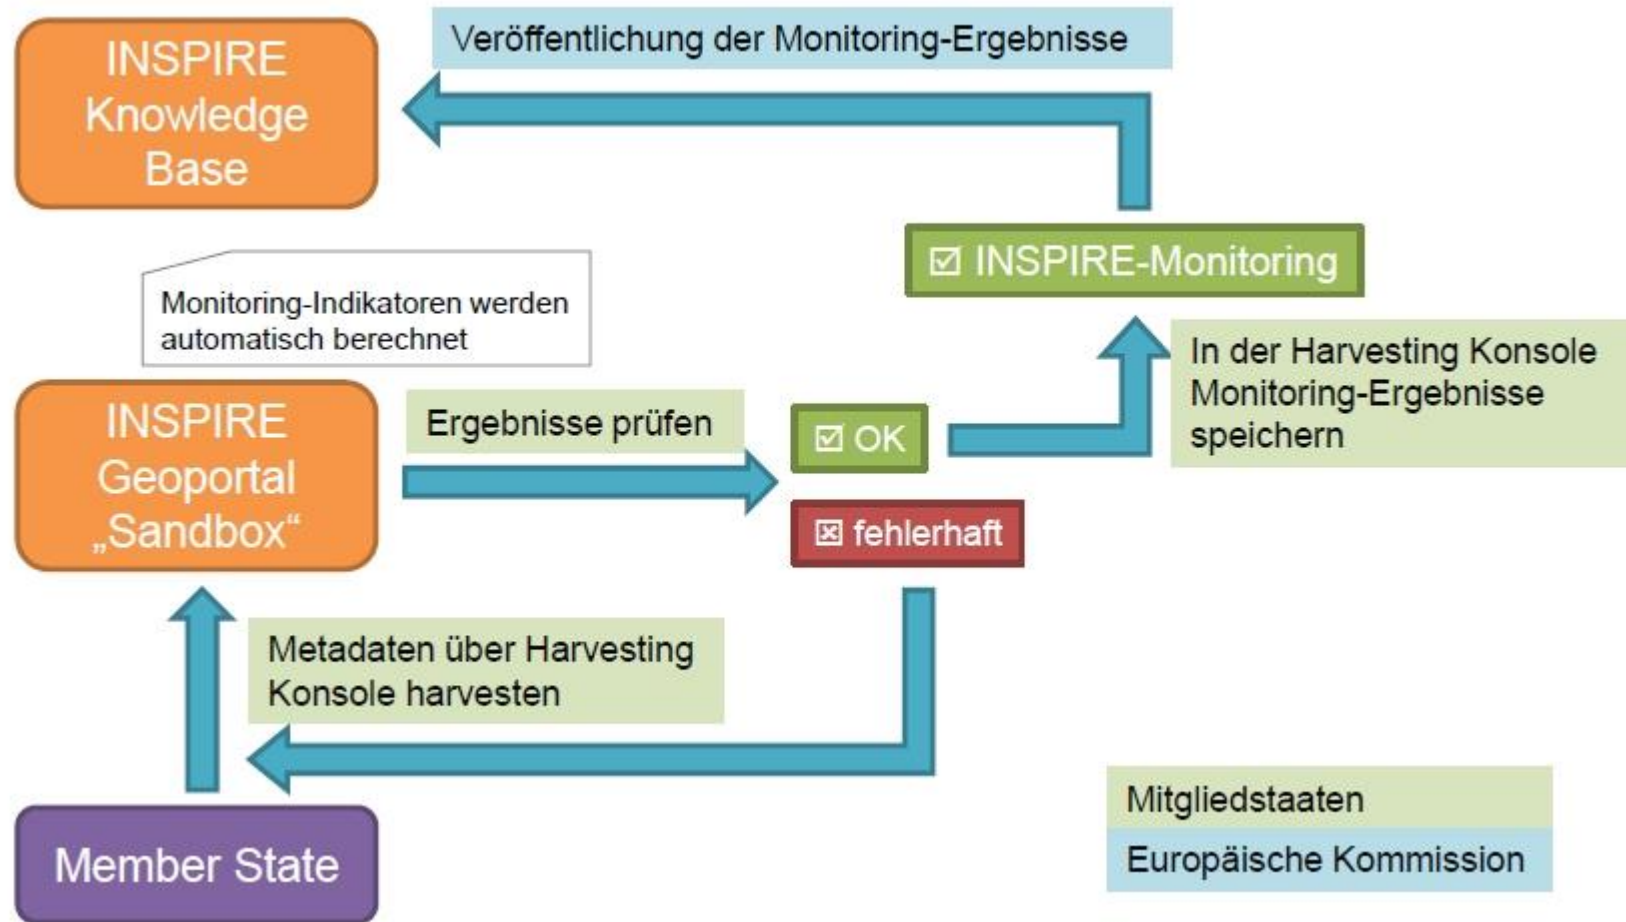 INSPIRE
Knowledge
Base
Veröffentlichung der Monitoring-Ergebnisse
☑ INSPIRE-Monitoring
Monitoring-Indikatoren werden
automatisch berechnet
In der Harvesting Konsole
Monitoring-Ergebnisse
speichern
INSPIRE
Geoportal
„Sandbox“
Ergebnisse prüfen
☑ OK
☒ fehlerhaft
Metadaten über Harvesting
Konsole harvesten
Member State
Mitgliedstaaten
Europäische Kommission